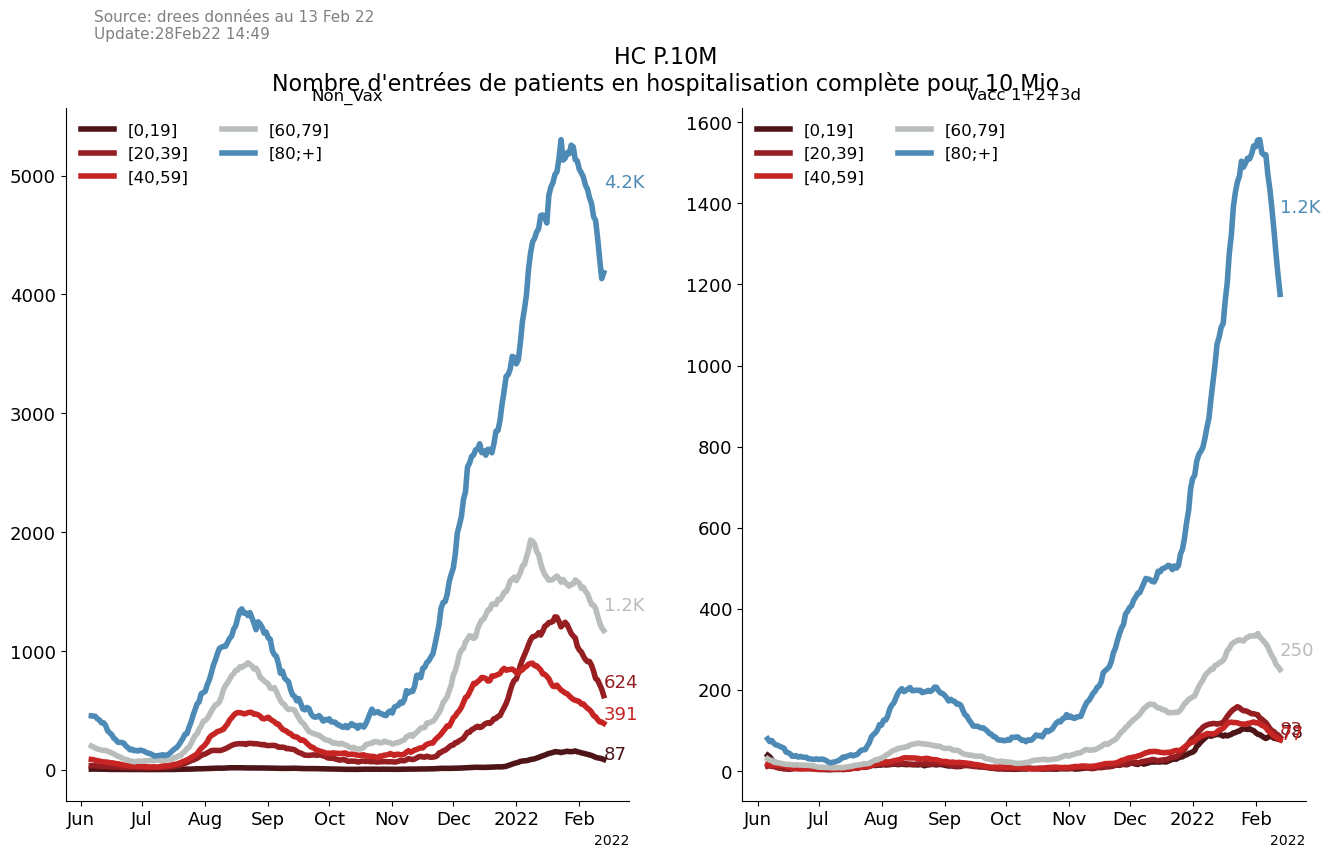 Source: drees données au 13 Feb 22
Update:28Feb22 14:49
HC P.10M
Nombre d'entrées de patients en hospitalisation complète pour 10 Mio
Non_Vax
[0,19]
[20,39]
[40,59]
[60,79]
[80;+]
5000
4000
3000
2000
1000
0
4.2K
1.2K
624
391
87
Jun Jul Aug Sep Oct Nov Dec 2022 Feb
2022
Vacc 1+2+3d
[0,19]
[20,39]
[40,59]
[60,79]
[80;+]
1600
1400
1200
1000
800
600
400
200
0
1.2K
250
Jun Jul Aug Sep Oct Nov Dec 2022 Feb
2022